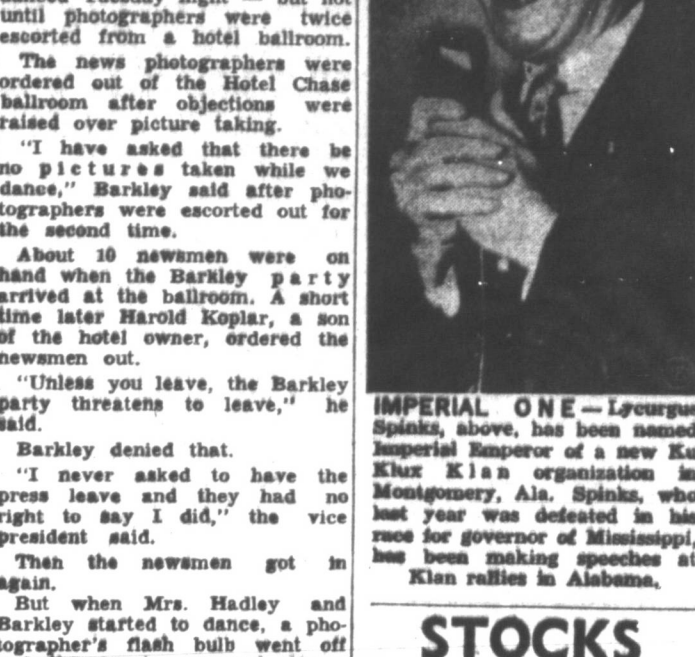 until photographers were twice
escorted from a hotel ballroom.
The news photographers were
ordered out of the Hotel Chase
ballroom after objections were
raised over picture taking.
"I have asked that there be
no pictures taken while we
dance," Barkley said after pho-
tographers were escorted out for
the second time.
About 10 newsmen were on
hand when the Barkley party
arrived at the ballroom. A short
time later Harold Koplar, a son
of the hotel owner, ordered the
newsmen out.
"Unless you leave, the Barkley
party threatens to leave," he
said.
Barkley denied that.
"I never asked to have the
press leave and they had no
right to say I did," the vice
president said.
Then the newsmen got in
again.
But when Mrs. Hadley and
Barkley started to dance, a pho-
tographer's flash bulb went off
IMPERIAL ONE—Lycurgus
Spinks, above, has been named
Imperial Emperor of a new Ku
Klux Klan organization in
Montgomery, Ala. Spinks, who
last year was defeated in his
race for governor of Mississippi,
has been making speeches at
Klan rallies in Alabama.
STOCKS